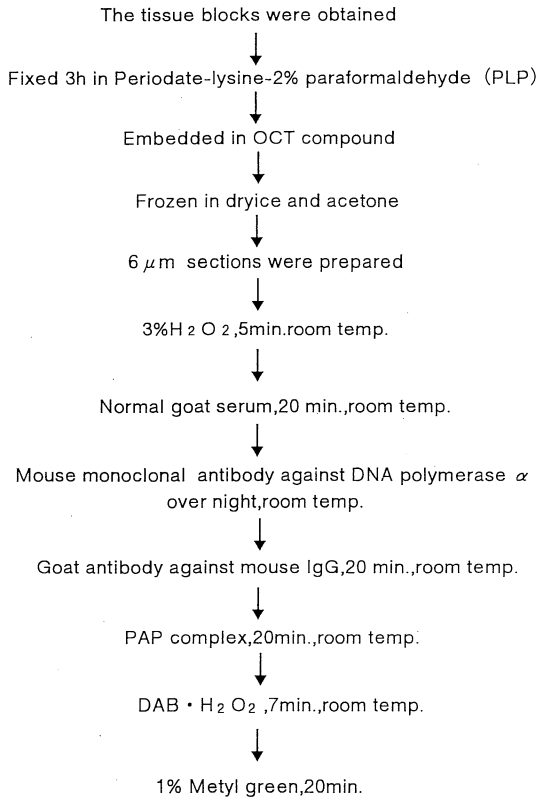 The tissue blocks were obtained
Fixed 3h in Periodate-lysine-2% paraformaldehyde (PLP)
Embedded in OCT compound
Frozen in dryice and acetone
6 μm sections were prepared
3%H2O2,5min.room temp.
Normal goat serum,20 min.,room temp.
Mouse monoclonal antibody against DNA polymerase α
over night,room temp.
Goat antibody against mouse IgG,20 min.,room temp.
PAP complex,20min.,room temp.
DAB・H2O2,7min.,room temp.
1% Metyl green,20min.